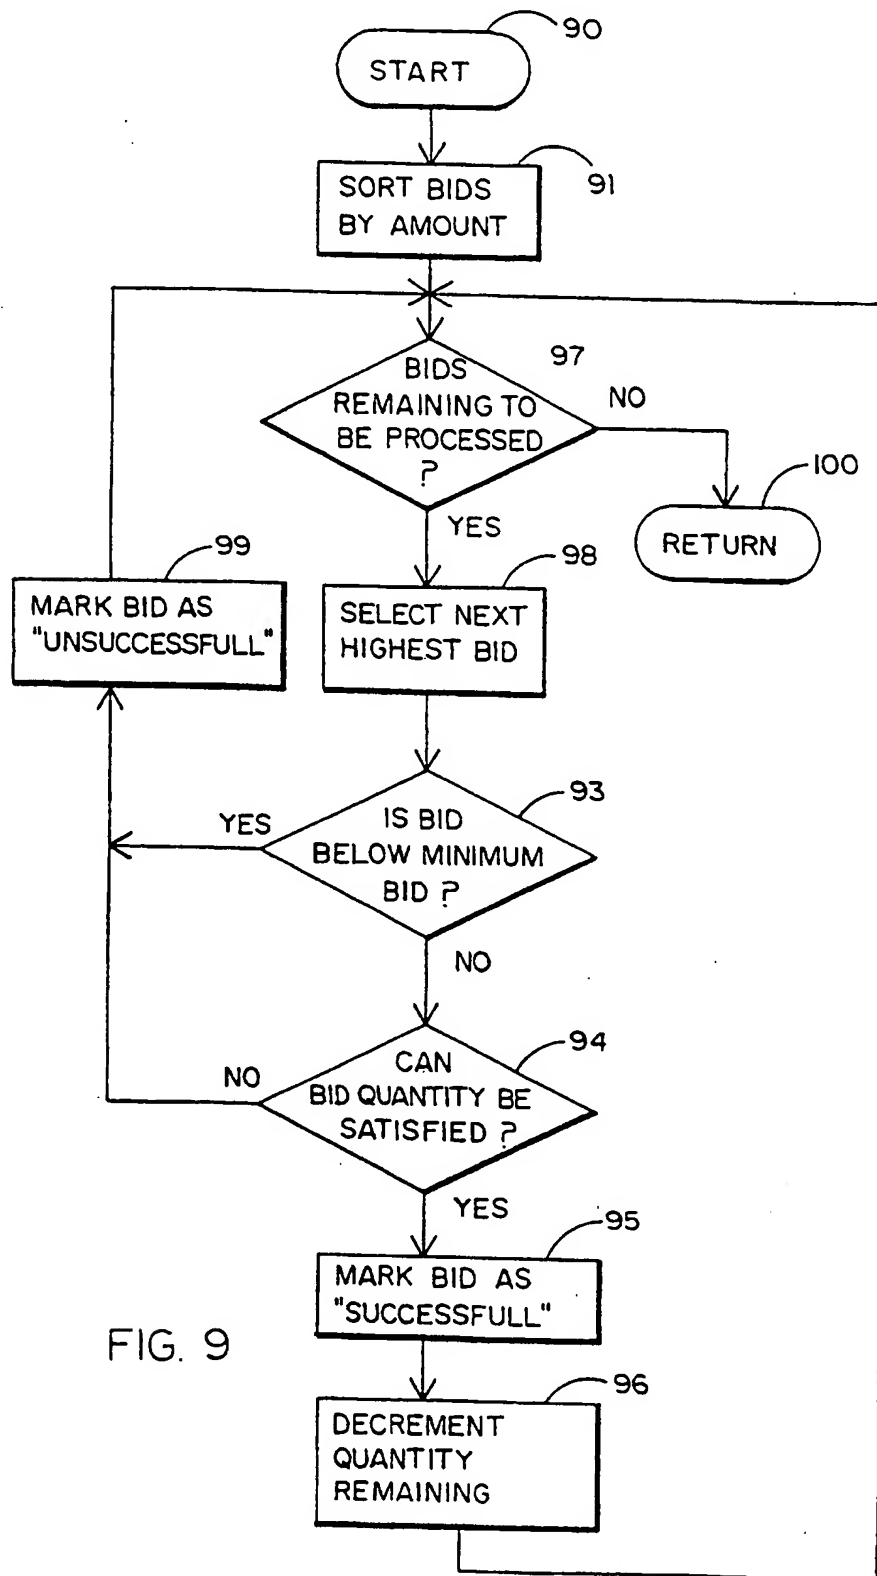 90
START
91
SORT BIDS
BY AMOUNT
97
BIDS
REMAINING TO
BE PROCESSED
?
NO
100
RETURN
YES
99
MARK BID AS
"UNSUCCESSFULL"
98
SELECT NEXT
HIGHEST BID
93
YES
IS BID
BELOW MINIMUM
BID ?
NO
94
NO
CAN
BID QUANTITY BE
SATISFIED ?
YES
95
MARK BID AS
"SUCCESSFULL"
FIG. 9
96
DECREMENT
QUANTITY
REMAINING